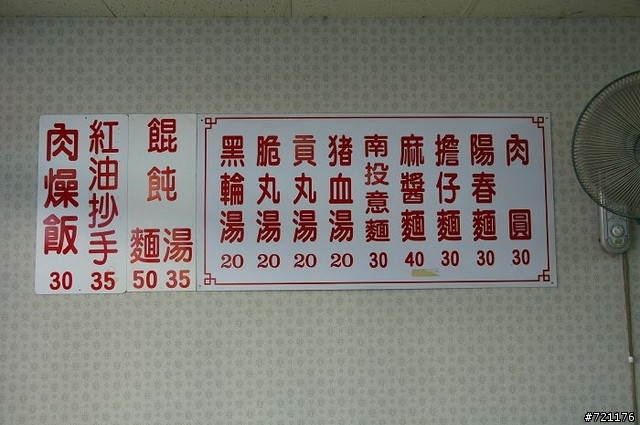 肉圓 30
陽春麵 30
擔仔麵 30
麻醬麵 40
南投意麵 30
猪血湯 20
貢丸湯 20
脆丸湯 20
黑輪湯 20
餛飩
湯 35
麵 50
紅油抄手 35
肉燥飯 30
#721176